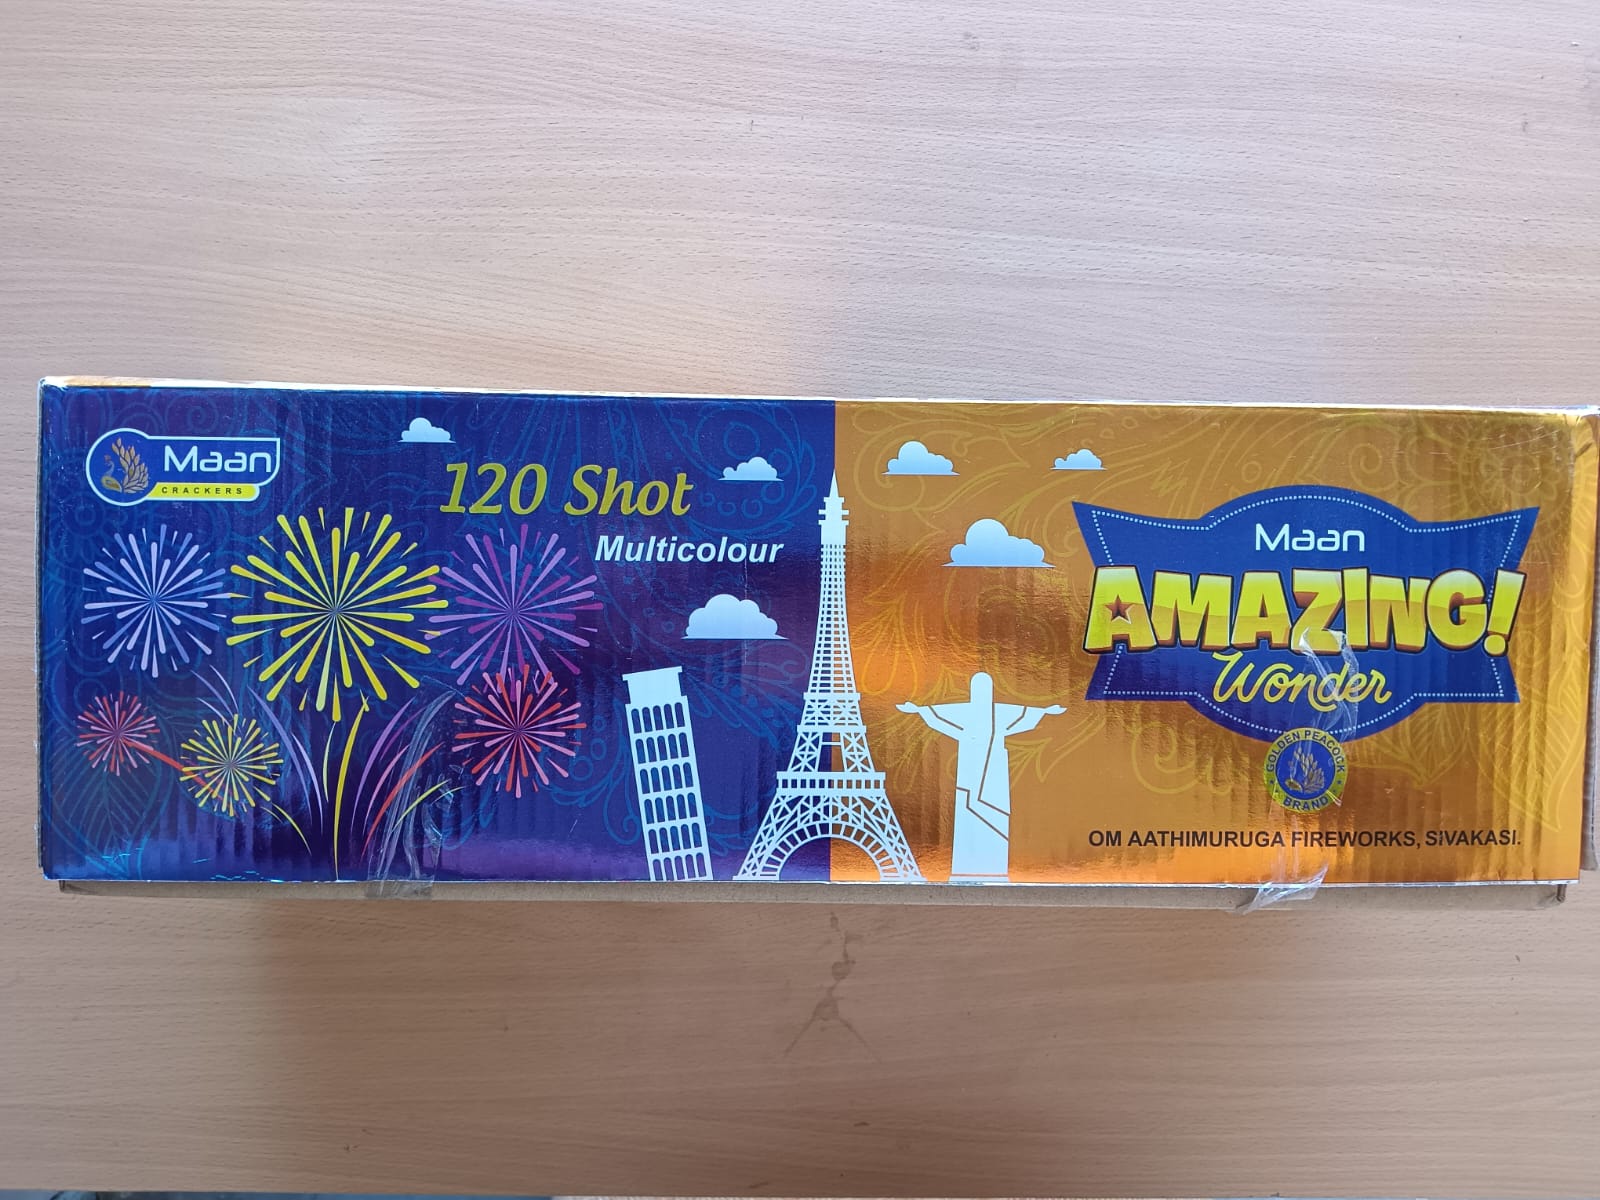 Maan
CRACKERS
120 Shot
Multicolour
Maan
AMAZING!
Wonder
GOLDEN PEACOCK
BRAND
OM AATHIMURUGA FIREWORKS, SIVAKASI.